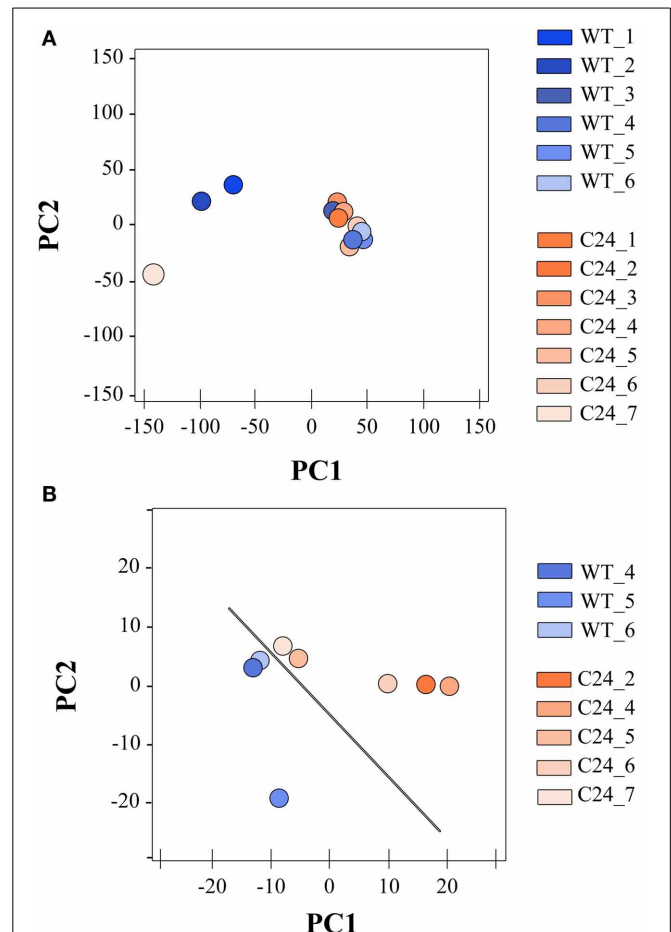 A
150
100
50
0
-50
-100
-150
PC2
-150 -100 -50 0 50 100 150
PC1
WT_1
WT_2
WT_3
WT_4
WT_5
WT_6
C24_1
C24_2
C24_3
C24_4
C24_5
C24_6
C24_7
B
20
10
0
-10
-20
PC2
-20 -10 0 10 20
PC1
WT_4
WT_5
WT_6
C24_2
C24_4
C24_5
C24_6
C24_7